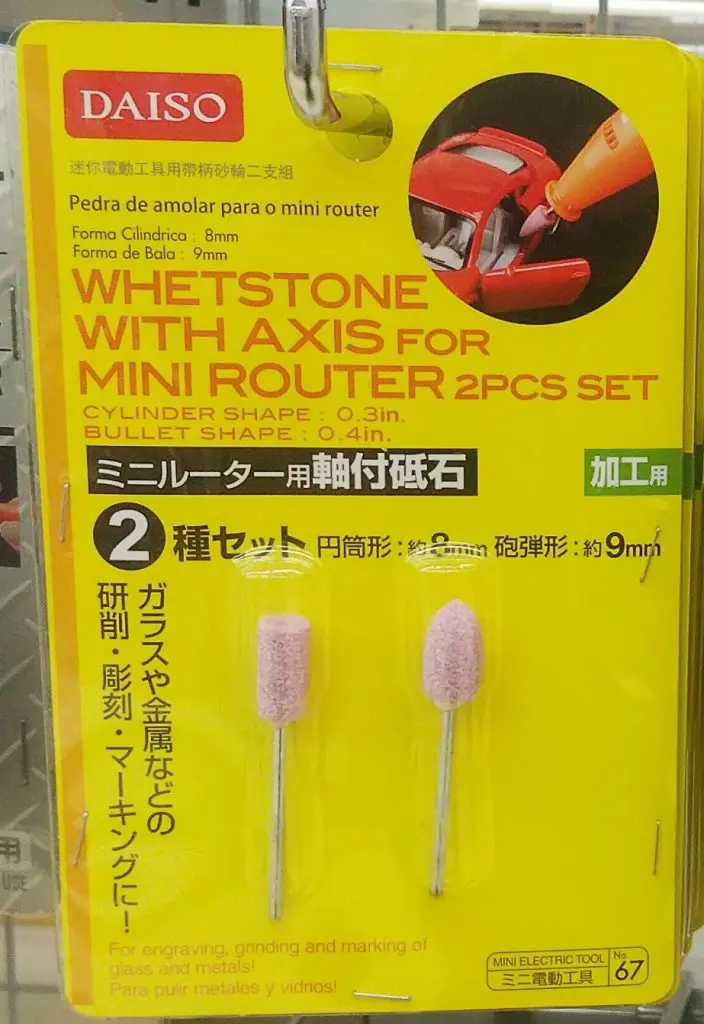 DAISO
迷你電動工具用帶柄砂輪二支組
Pedra de amolar para o mini router
Forma Cilindrica : 8mm
Forma de Bala : 9mm
WHETSTONE
WITH AXIS FOR
MINI ROUTER 2PCS SET
CYLINDER SHAPE : 0.3in.
BULLET SHAPE : 0.4in.
ミニルーター用軸付砥石
加工用
2種セット 円筒形:約8mm 砲弾形:約9mm
ガラスや金属などの
研削・彫刻・マーキングに!
For engraving, grinding and marking of
glass and metals!
Para pulir metales y vidrios!
MINI ELECTRIC TOOL
ミニ電動工具
No. 67
用
USE